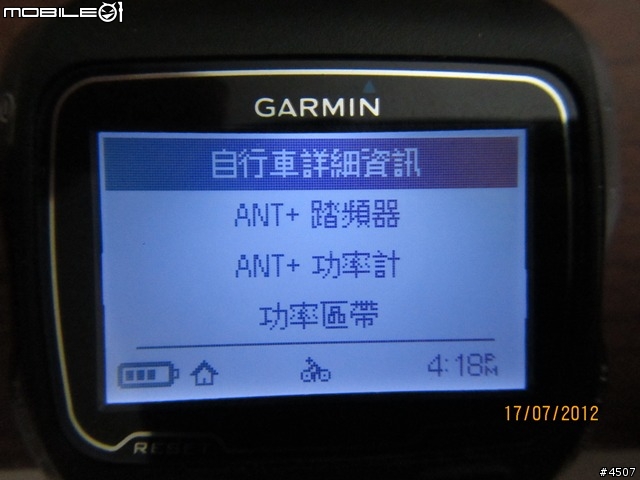 MOBILE01
GARMIN
自行車詳細資訊
ANT+ 踏頻器
ANT+ 功率計
功率區帶
4:18PM
17/07/2012
RESET
#4507